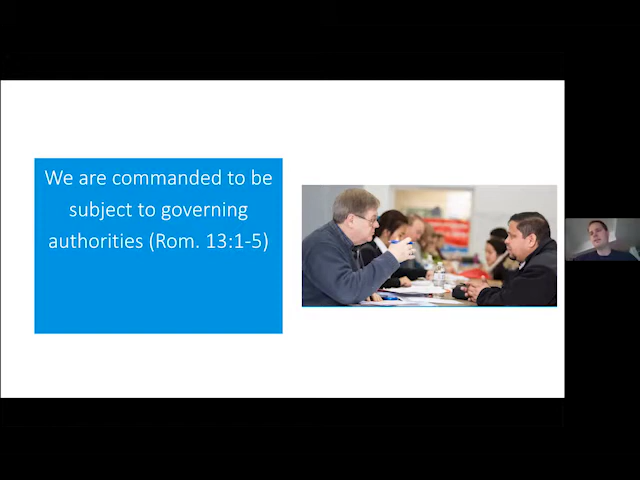 We are commanded to be
subject to governing
authorities (Rom. 13:1-5)